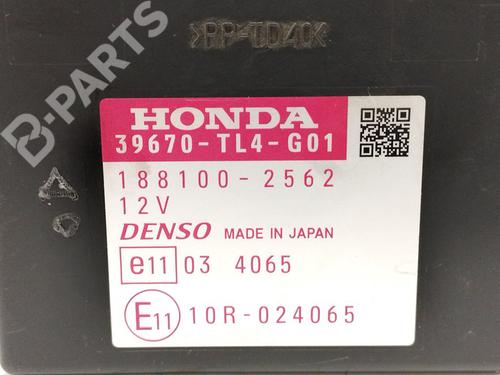 >PP-TD40<
B-PARTS
HONDA
39670-TL4-G01
188100-2562
12V
DENSO MADE IN JAPAN
e11 03 4065
E11 10R-024065